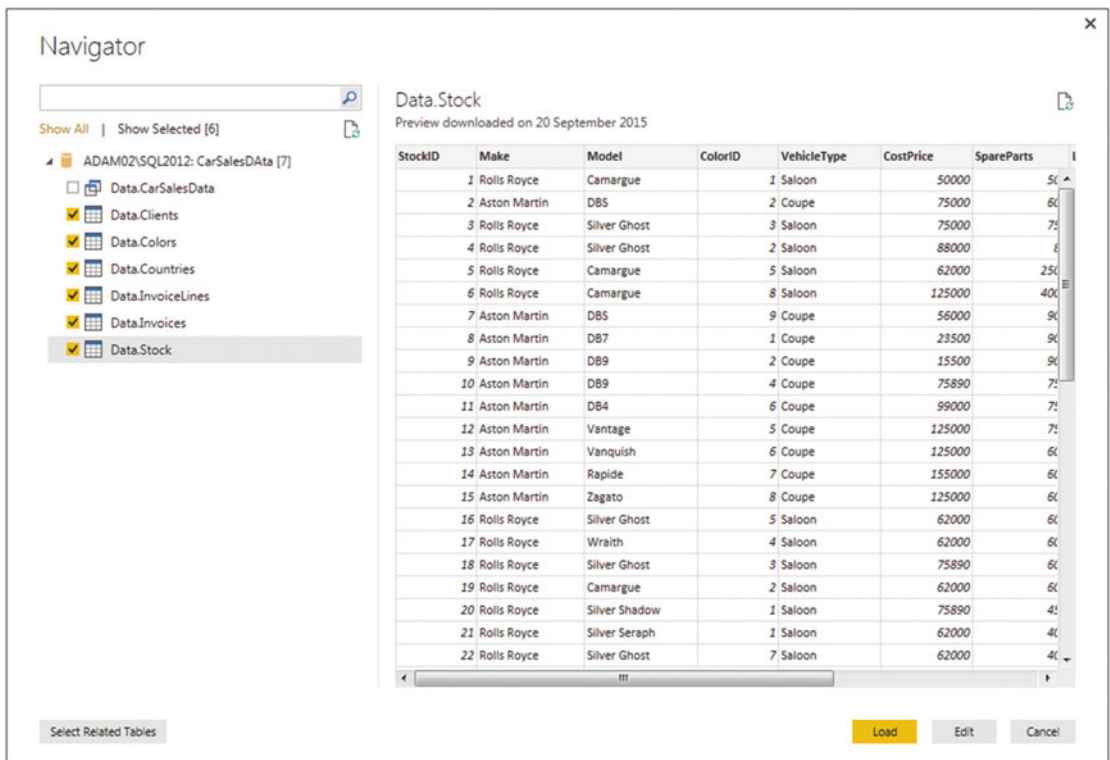 Navigator
Show All | Show Selected [6]
ADAM02\SQL2012: CarSalesDAta [7]
Data.CarSalesData
Data.Clients
Data.Colors
Data.Countries
Data.InvoiceLines
Data.Invoices
Data.Stock
Data.Stock
Preview downloaded on 20 September 2015
StockID Make Model ColorID VehicleType CostPrice SpareParts
1 Rolls Royce Camargue 1 Saloon 50000
2 Aston Martin DBS 2 Coupe 75000
3 Rolls Royce Silver Ghost 3 Saloon 75000
4 Rolls Royce Silver Ghost 2 Saloon 88000
5 Rolls Royce Camargue 5 Saloon 62000
6 Rolls Royce Camargue 8 Saloon 125000
7 Aston Martin DBS 9 Coupe 56000
8 Aston Martin DB7 1 Coupe 23500
9 Aston Martin DB9 2 Coupe 15500
10 Aston Martin DB9 4 Coupe 75890
11 Aston Martin DB4 6 Coupe 99000
12 Aston Martin Vantage 5 Coupe 125000
13 Aston Martin Vanquish 6 Coupe 125000
14 Aston Martin Rapide 7 Coupe 155000
15 Aston Martin Zagato 8 Coupe 125000
16 Rolls Royce Silver Ghost 5 Saloon 62000
17 Rolls Royce Wraith 4 Saloon 62000
18 Rolls Royce Silver Ghost 3 Saloon 75890
19 Rolls Royce Camargue 2 Saloon 62000
20 Rolls Royce Silver Shadow 1 Saloon 75890
21 Rolls Royce Silver Seraph 1 Saloon 62000
22 Rolls Royce Silver Ghost 7 Saloon 62000
Select Related Tables
Load Edit Cancel